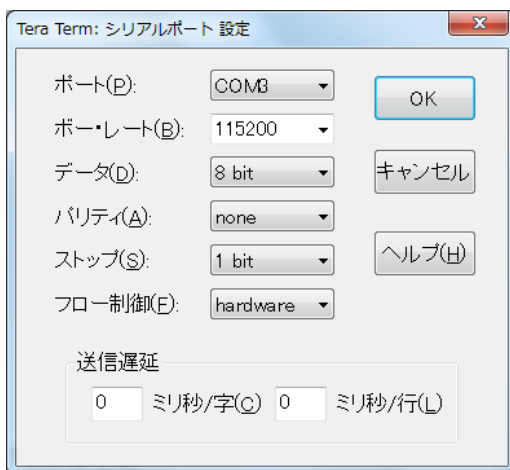 Tera Term: シリアルポート 設定
ポート(P): COM3
OK
ボー・レート(B): 115200
データ(D): 8 bit
キャンセル
パリティ(A): none
ストップ(S): 1 bit
ヘルプ(H)
フロー制御(F): hardware
送信遅延
0 ミリ秒/字(C) 0 ミリ秒/行(L)